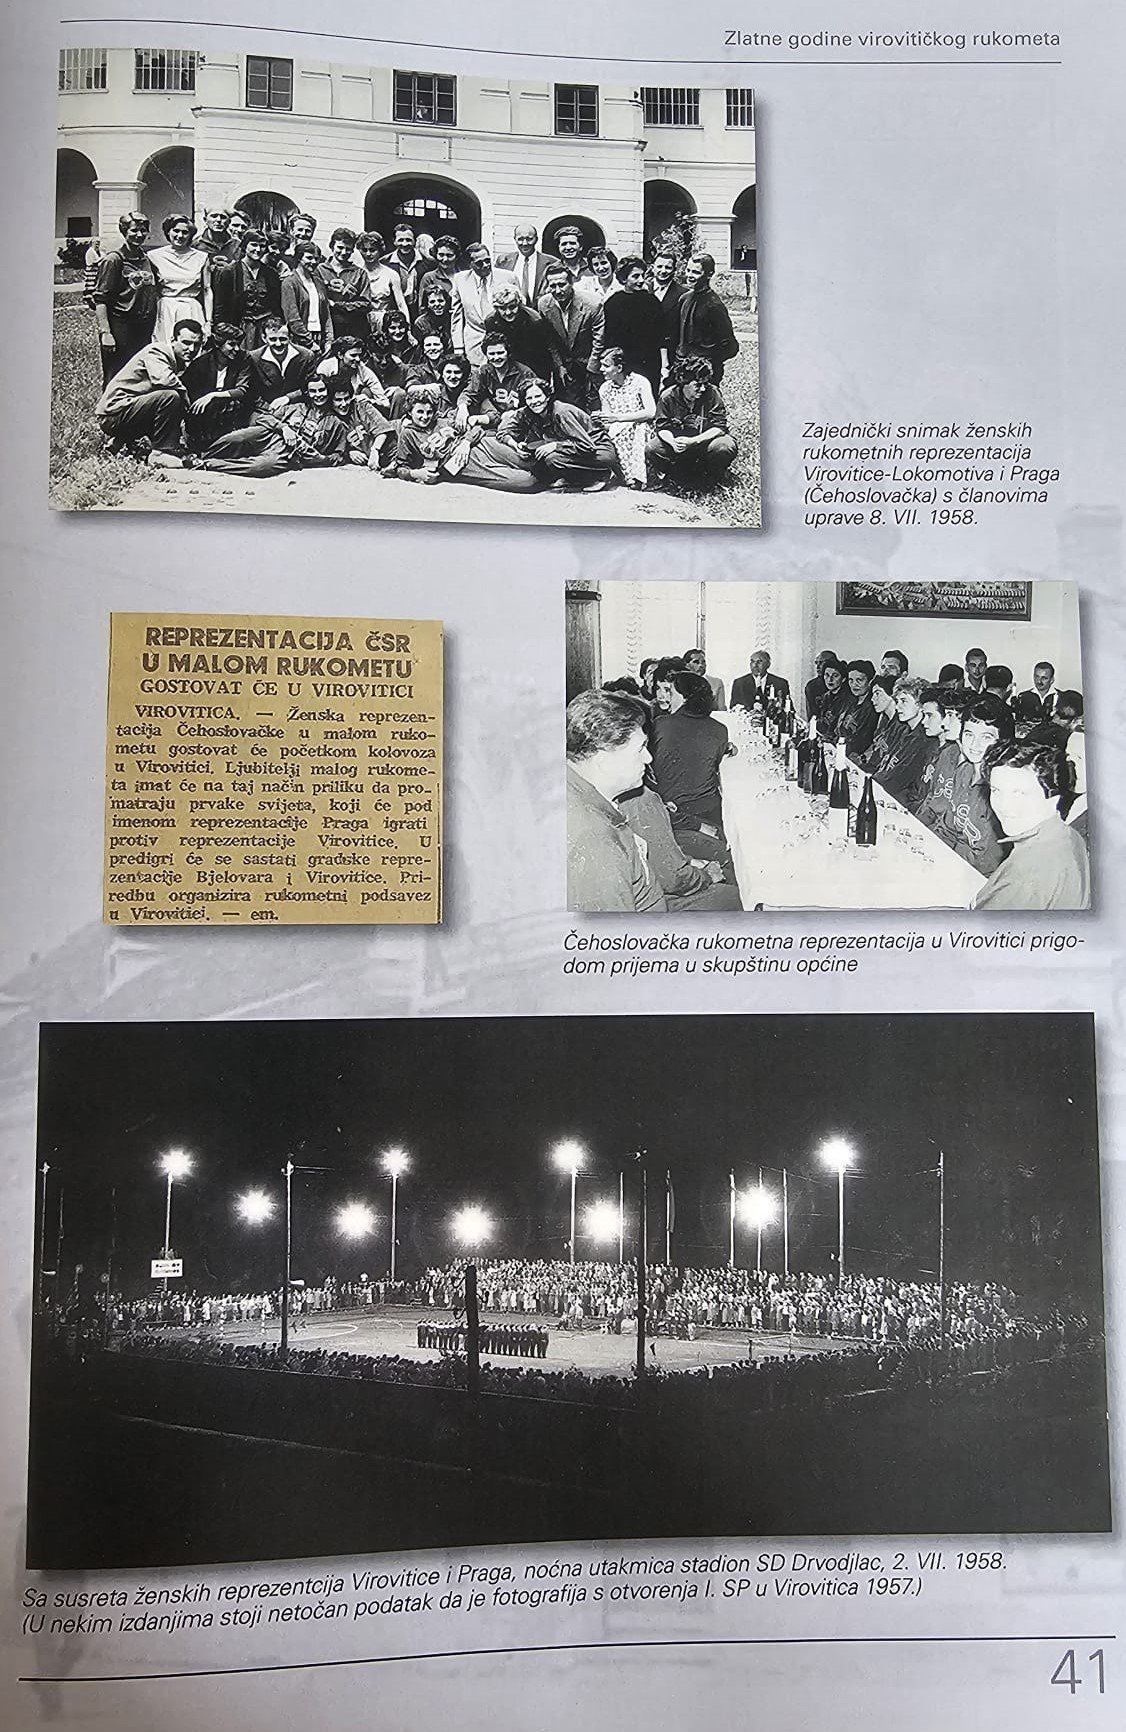 Zlatne godine virovitičkog rukometa
Zajednički snimak ženskih
rukometnih reprezentacija
Virovitice-Lokomotiva i Praga
(Čehoslovačka) s članovima
uprave 8. VII. 1958.
REPREZENTACIJA ČSR
U MALOM RUKOMETU
GOSTOVAT ĆE U VIROVITICI
VIROVITICA. — Ženska reprezen-
tacija Čehoslovačke u malom ruko-
metu gostovat će početkom kolovoza
u Virovitici. Ljubitelji malog rukome-
ta imat će na taj način priliku da pro-
matraju prvake svijeta, koji će pod
imenom reprezentacije Praga igrati
protiv reprezentacije Virovitice. U
predigri će se sastati gradske repre-
zentacije Bjelovara i Virovitice. Pri-
redbu organizira rukometni podsavez
u Virovitici. — em.
Čehoslovačka rukometna reprezentacija u Virovitici prigo-
dom prijema u skupštinu općine
Sa susreta ženskih reprezentcija Virovitice i Praga, noćna utakmica stadion SD Drvodjlac, 2. VII. 1958.
(U nekim izdanjima stoji netočan podatak da je fotografija s otvorenja I. SP u Virovitica 1957.)
41